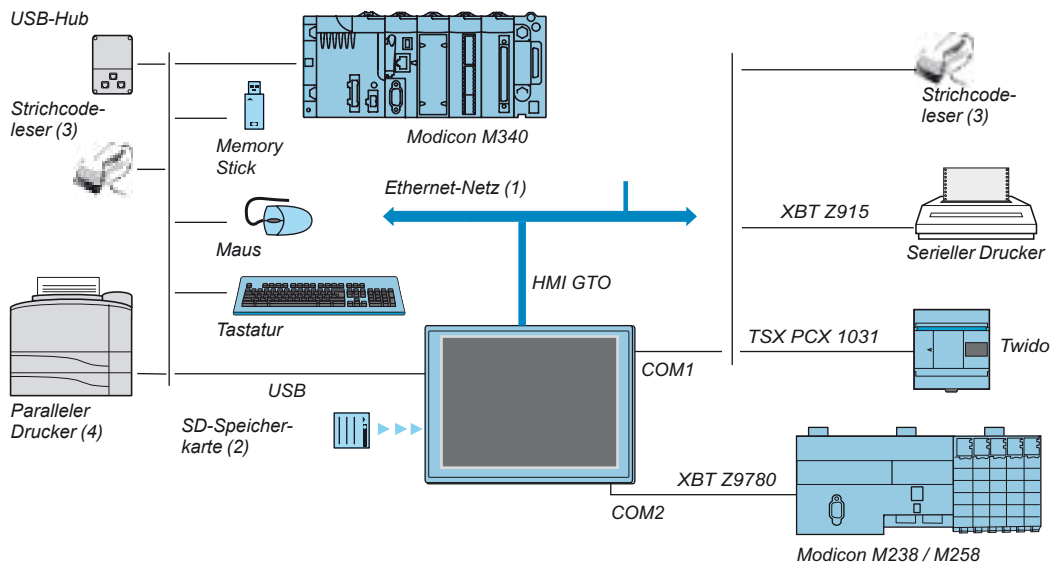 USB-Hub
Strichcode-
leser (3)
Memory
Stick
Modicon M340
Strichcode-
leser (3)
Ethernet-Netz (1)
XBT Z915
Serieller Drucker
Maus
HMI GTO
Tastatur
TSX PCX 1031
Twido
COM1
USB
Paralleler
Drucker (4)
SD-Speicher-
karte (2)
XBT Z9780
COM2
Modicon M238 / M258